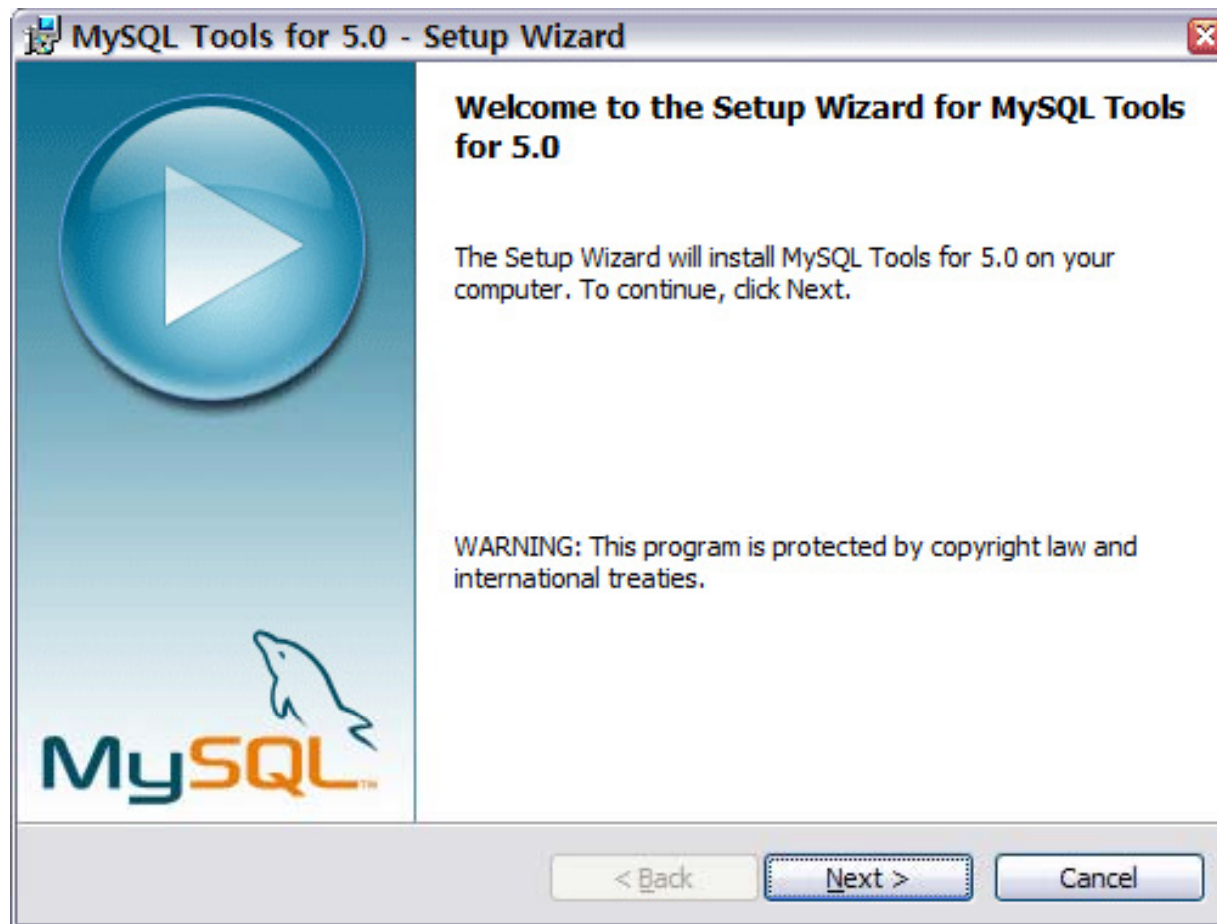 MySQL Tools for 5.0 - Setup Wizard
Welcome to the Setup Wizard for MySQL Tools
for 5.0
The Setup Wizard will install MySQL Tools for 5.0 on your
computer. To continue, click Next.
WARNING: This program is protected by copyright law and
international treaties.
MySQL™
< Back
Next >
Cancel